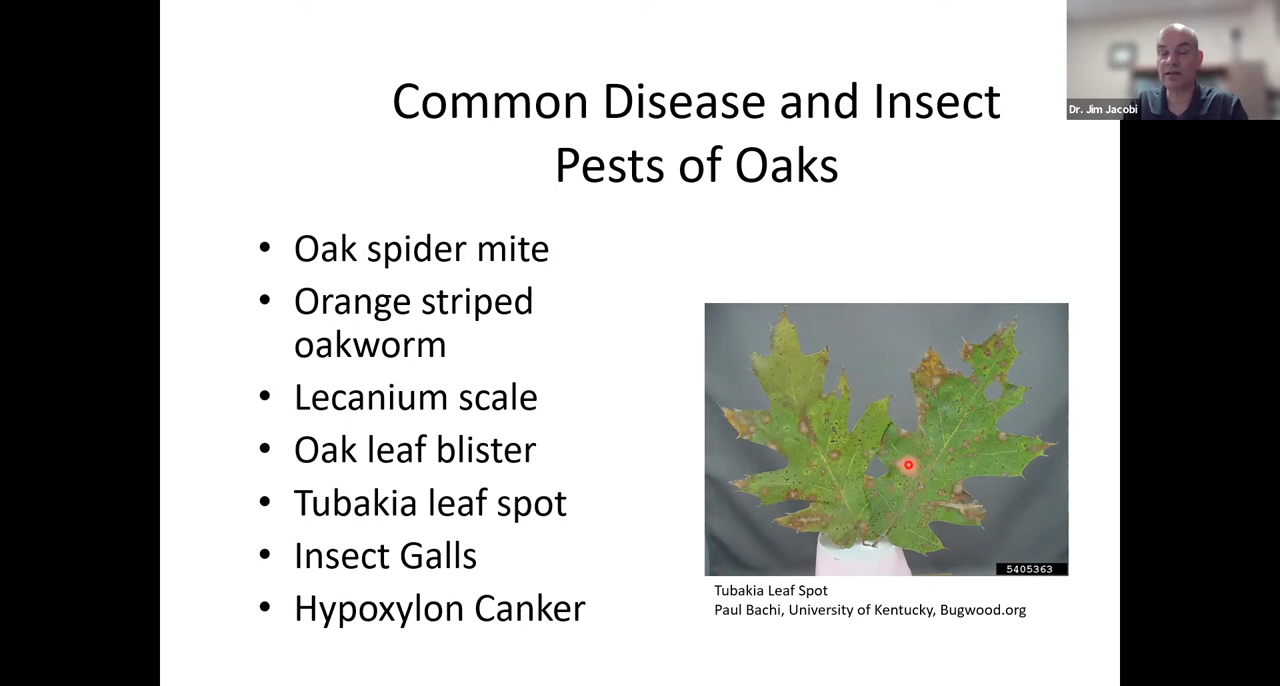 Common Disease and Insect
Pests of Oaks
Dr. Jim Jacobi
• Oak spider mite
• Orange striped
oakworm
• Lecanium scale
• Oak leaf blister
• Tubakia leaf spot
• Insect Galls
• Hypoxylon Canker
5405363
Tubakia Leaf Spot
Paul Bachi, University of Kentucky, Bugwood.org